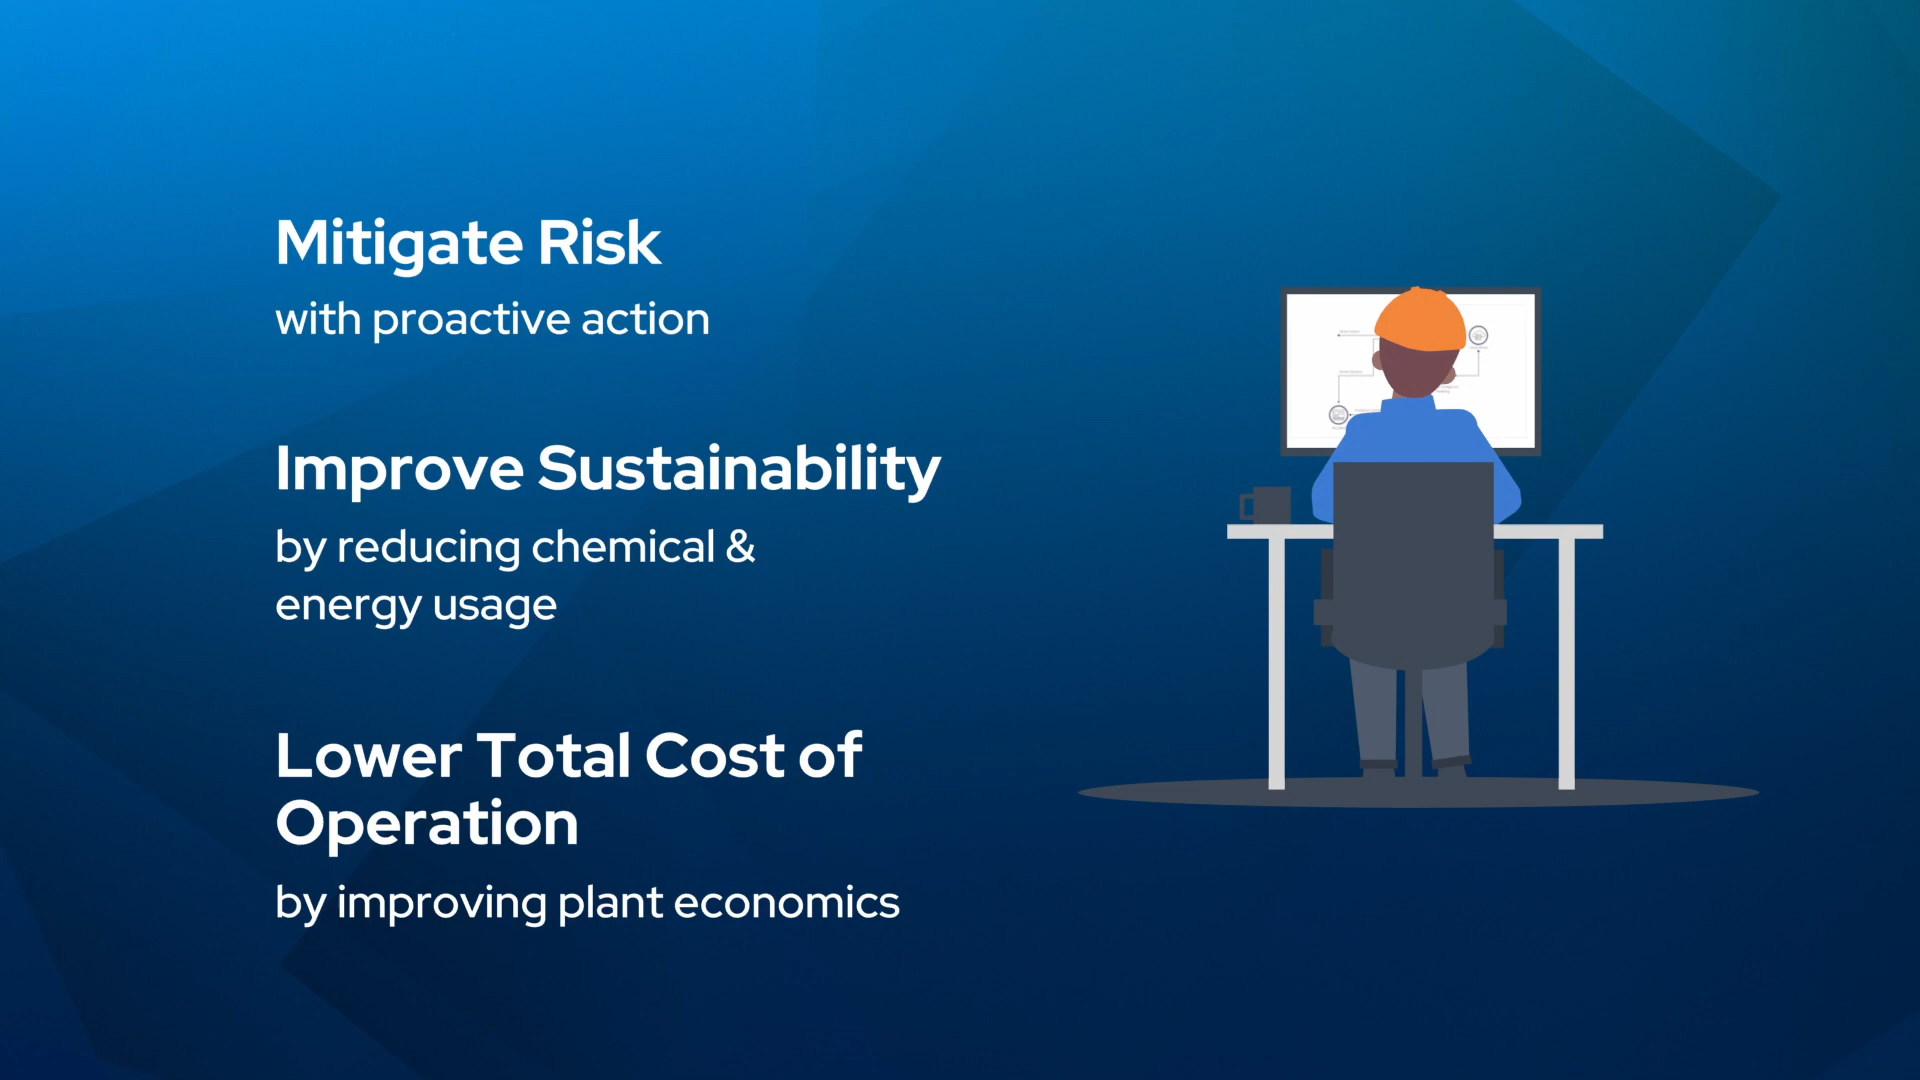 Mitigate Risk
with proactive action
Improve Sustainability
by reducing chemical &
energy usage
Lower Total Cost of
Operation
by improving plant economics